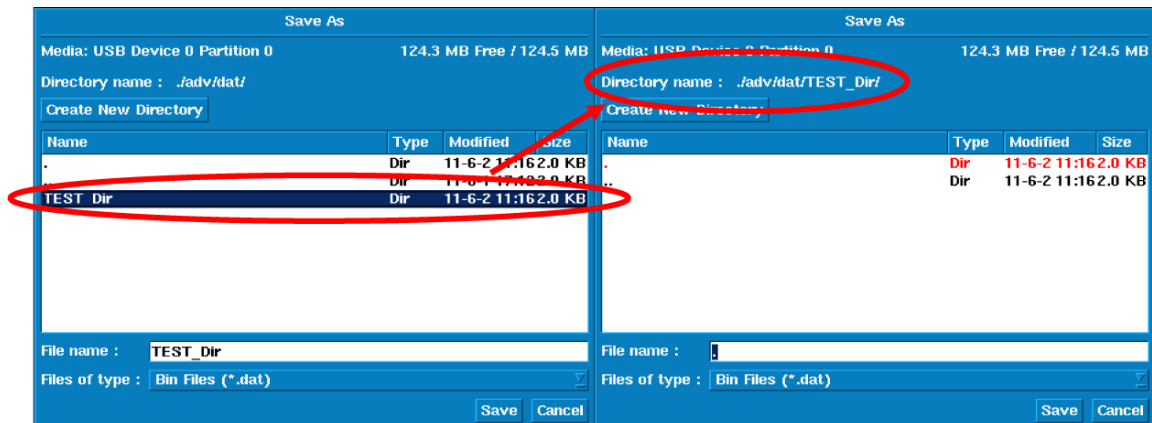 Save As
Media: USB Device 0 Partition 0 124.3 MB Free / 124.5 MB
Directory name : ./adv/dat/
Create New Directory
Name Type Modified Size
. Dir 11-6-2 11:16 2.0 KB
.. Dir 2.0 KB
TEST_Dir Dir 11-6-2 11:16 2.0 KB
File name : TEST_Dir
Files of type : Bin Files (*.dat)
Save Cancel
Save As
Media: USB Device 0 Partition 0 124.3 MB Free / 124.5 MB
Directory name : ./adv/dat/TEST_Dir/
Create New Directory
Name Type Modified Size
. Dir 11-6-2 11:16 2.0 KB
.. Dir 11-6-2 11:16 2.0 KB
File name : .
Files of type : Bin Files (*.dat)
Save Cancel